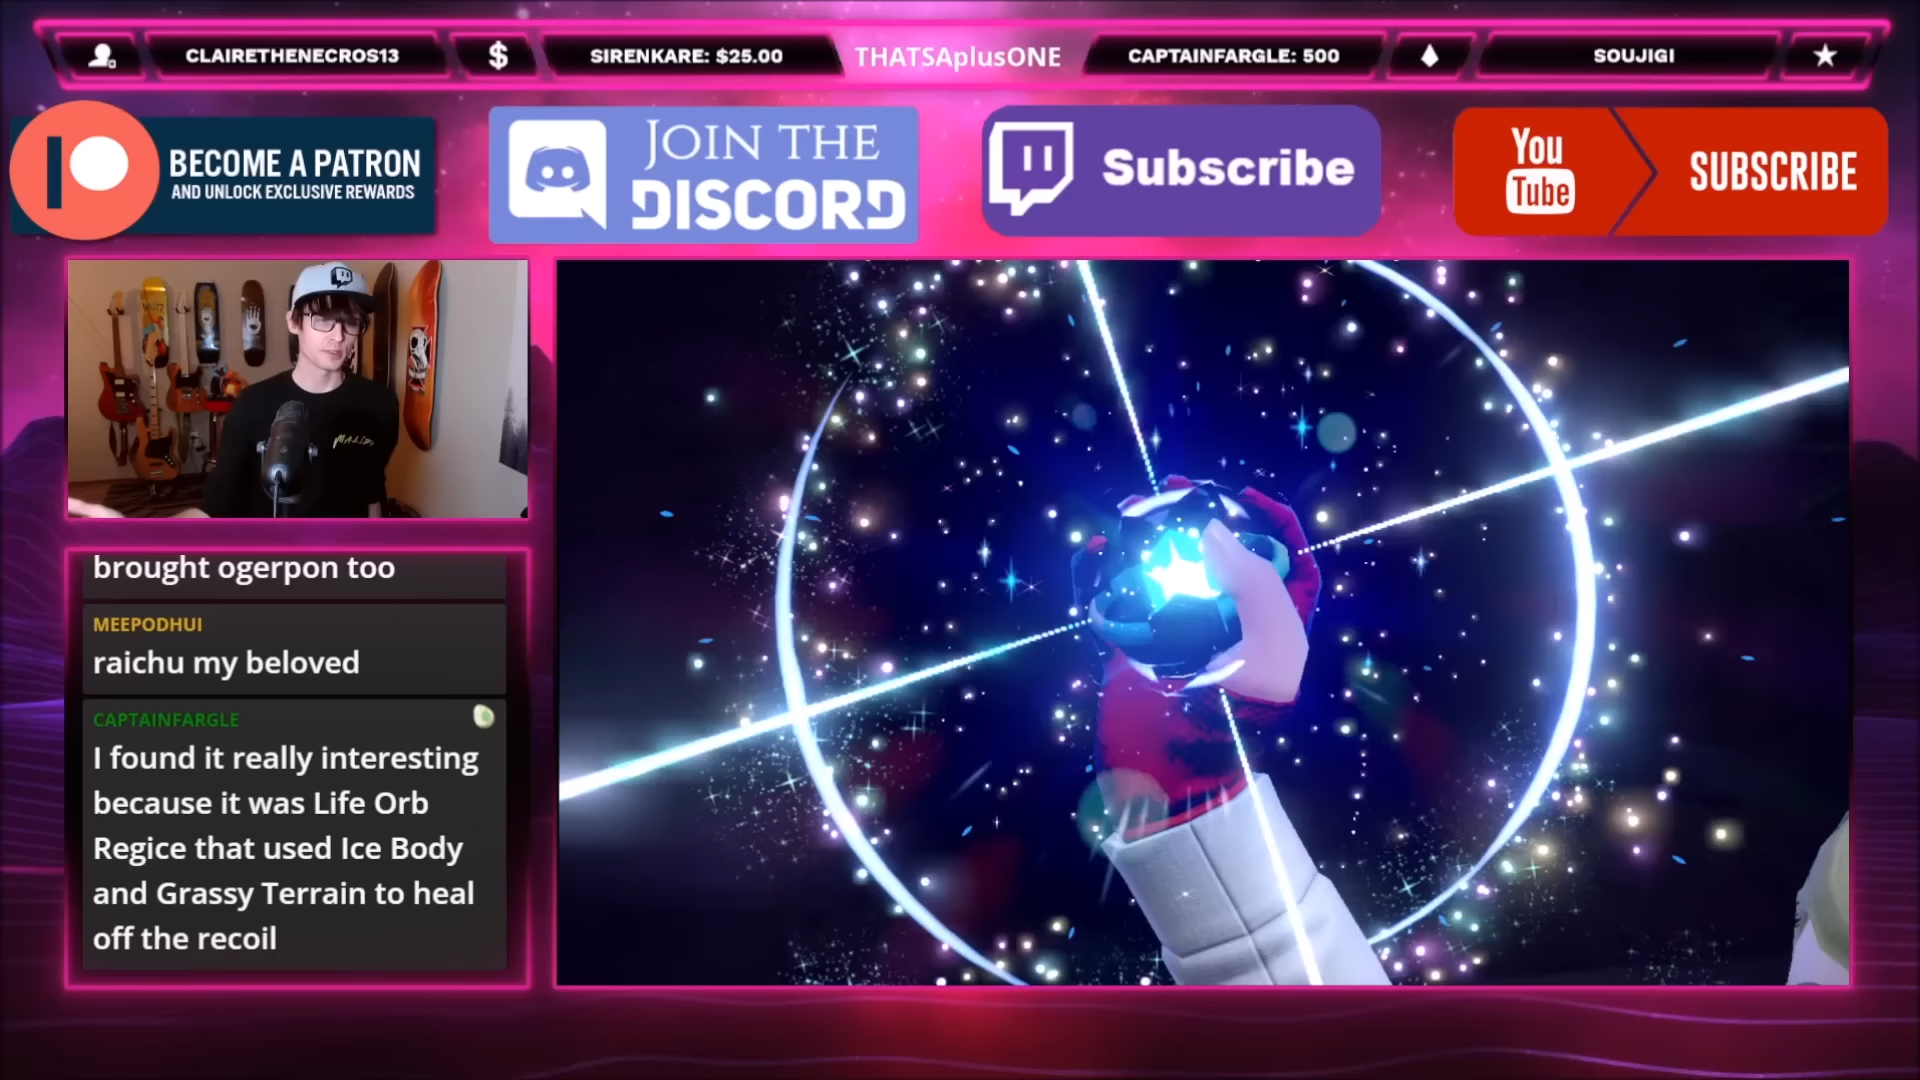 CLAIRETHENECROS13
$
SIRENKARE: $25.00
THATSAplusONE
CAPTAINFARGLE: 500
SOUJIGI
BECOME A PATRON
AND UNLOCK EXCLUSIVE REWARDS
JOIN THE
DISCORD
Subscribe
You
Tube
SUBSCRIBE
brought ogerpon too
MEEPODHUI
raichu my beloved
CAPTAINFARGLE
I found it really interesting
because it was Life Orb
Regice that used Ice Body
and Grassy Terrain to heal
off the recoil